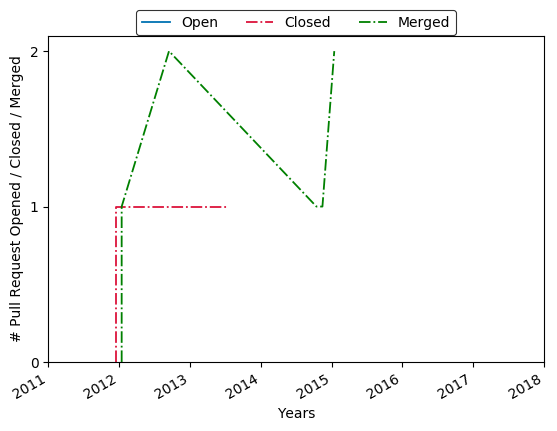 Open Closed Merged
# Pull Request Opened / Closed / Merged
2
1
0
2011 2012 2013 2014 2015 2016 2017 2018
Years